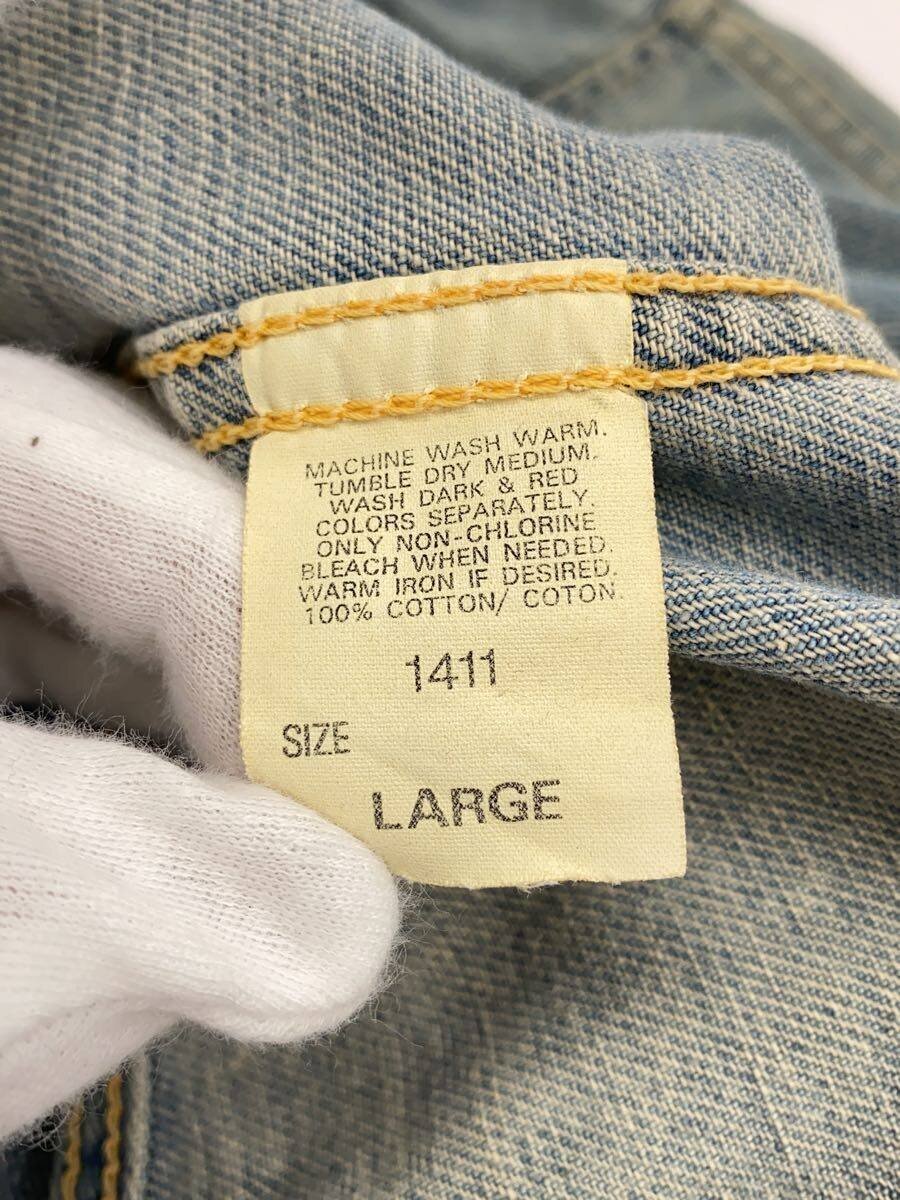 MACHINE WASH WARM.
TUMBLE DRY MEDIUM.
WASH DARK & RED
COLORS SEPARATELY.
ONLY NON-CHLORINE
BLEACH WHEN NEEDED.
WARM IRON IF DESIRED.
100% COTTON/ COTON.
1411
SIZE
LARGE